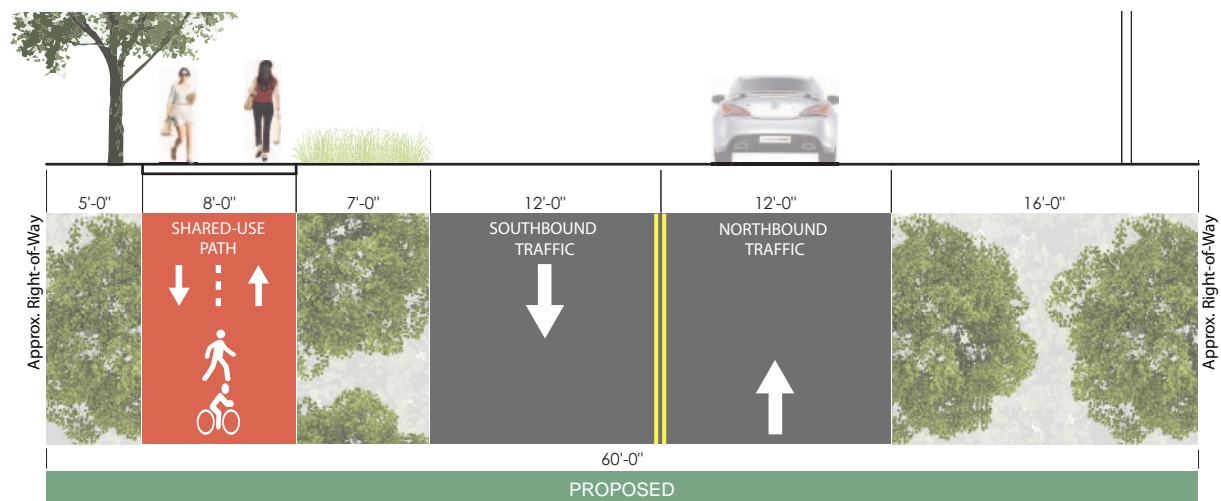 5'-0"
8'-0"
7'-0"
12'-0"
12'-0"
16'-0"
Approx. Right-of-Way
SHARED-USE
PATH
SOUTHBOUND
TRAFFIC
NORTHBOUND
TRAFFIC
Approx. Right-of-Way
60'-0"
PROPOSED